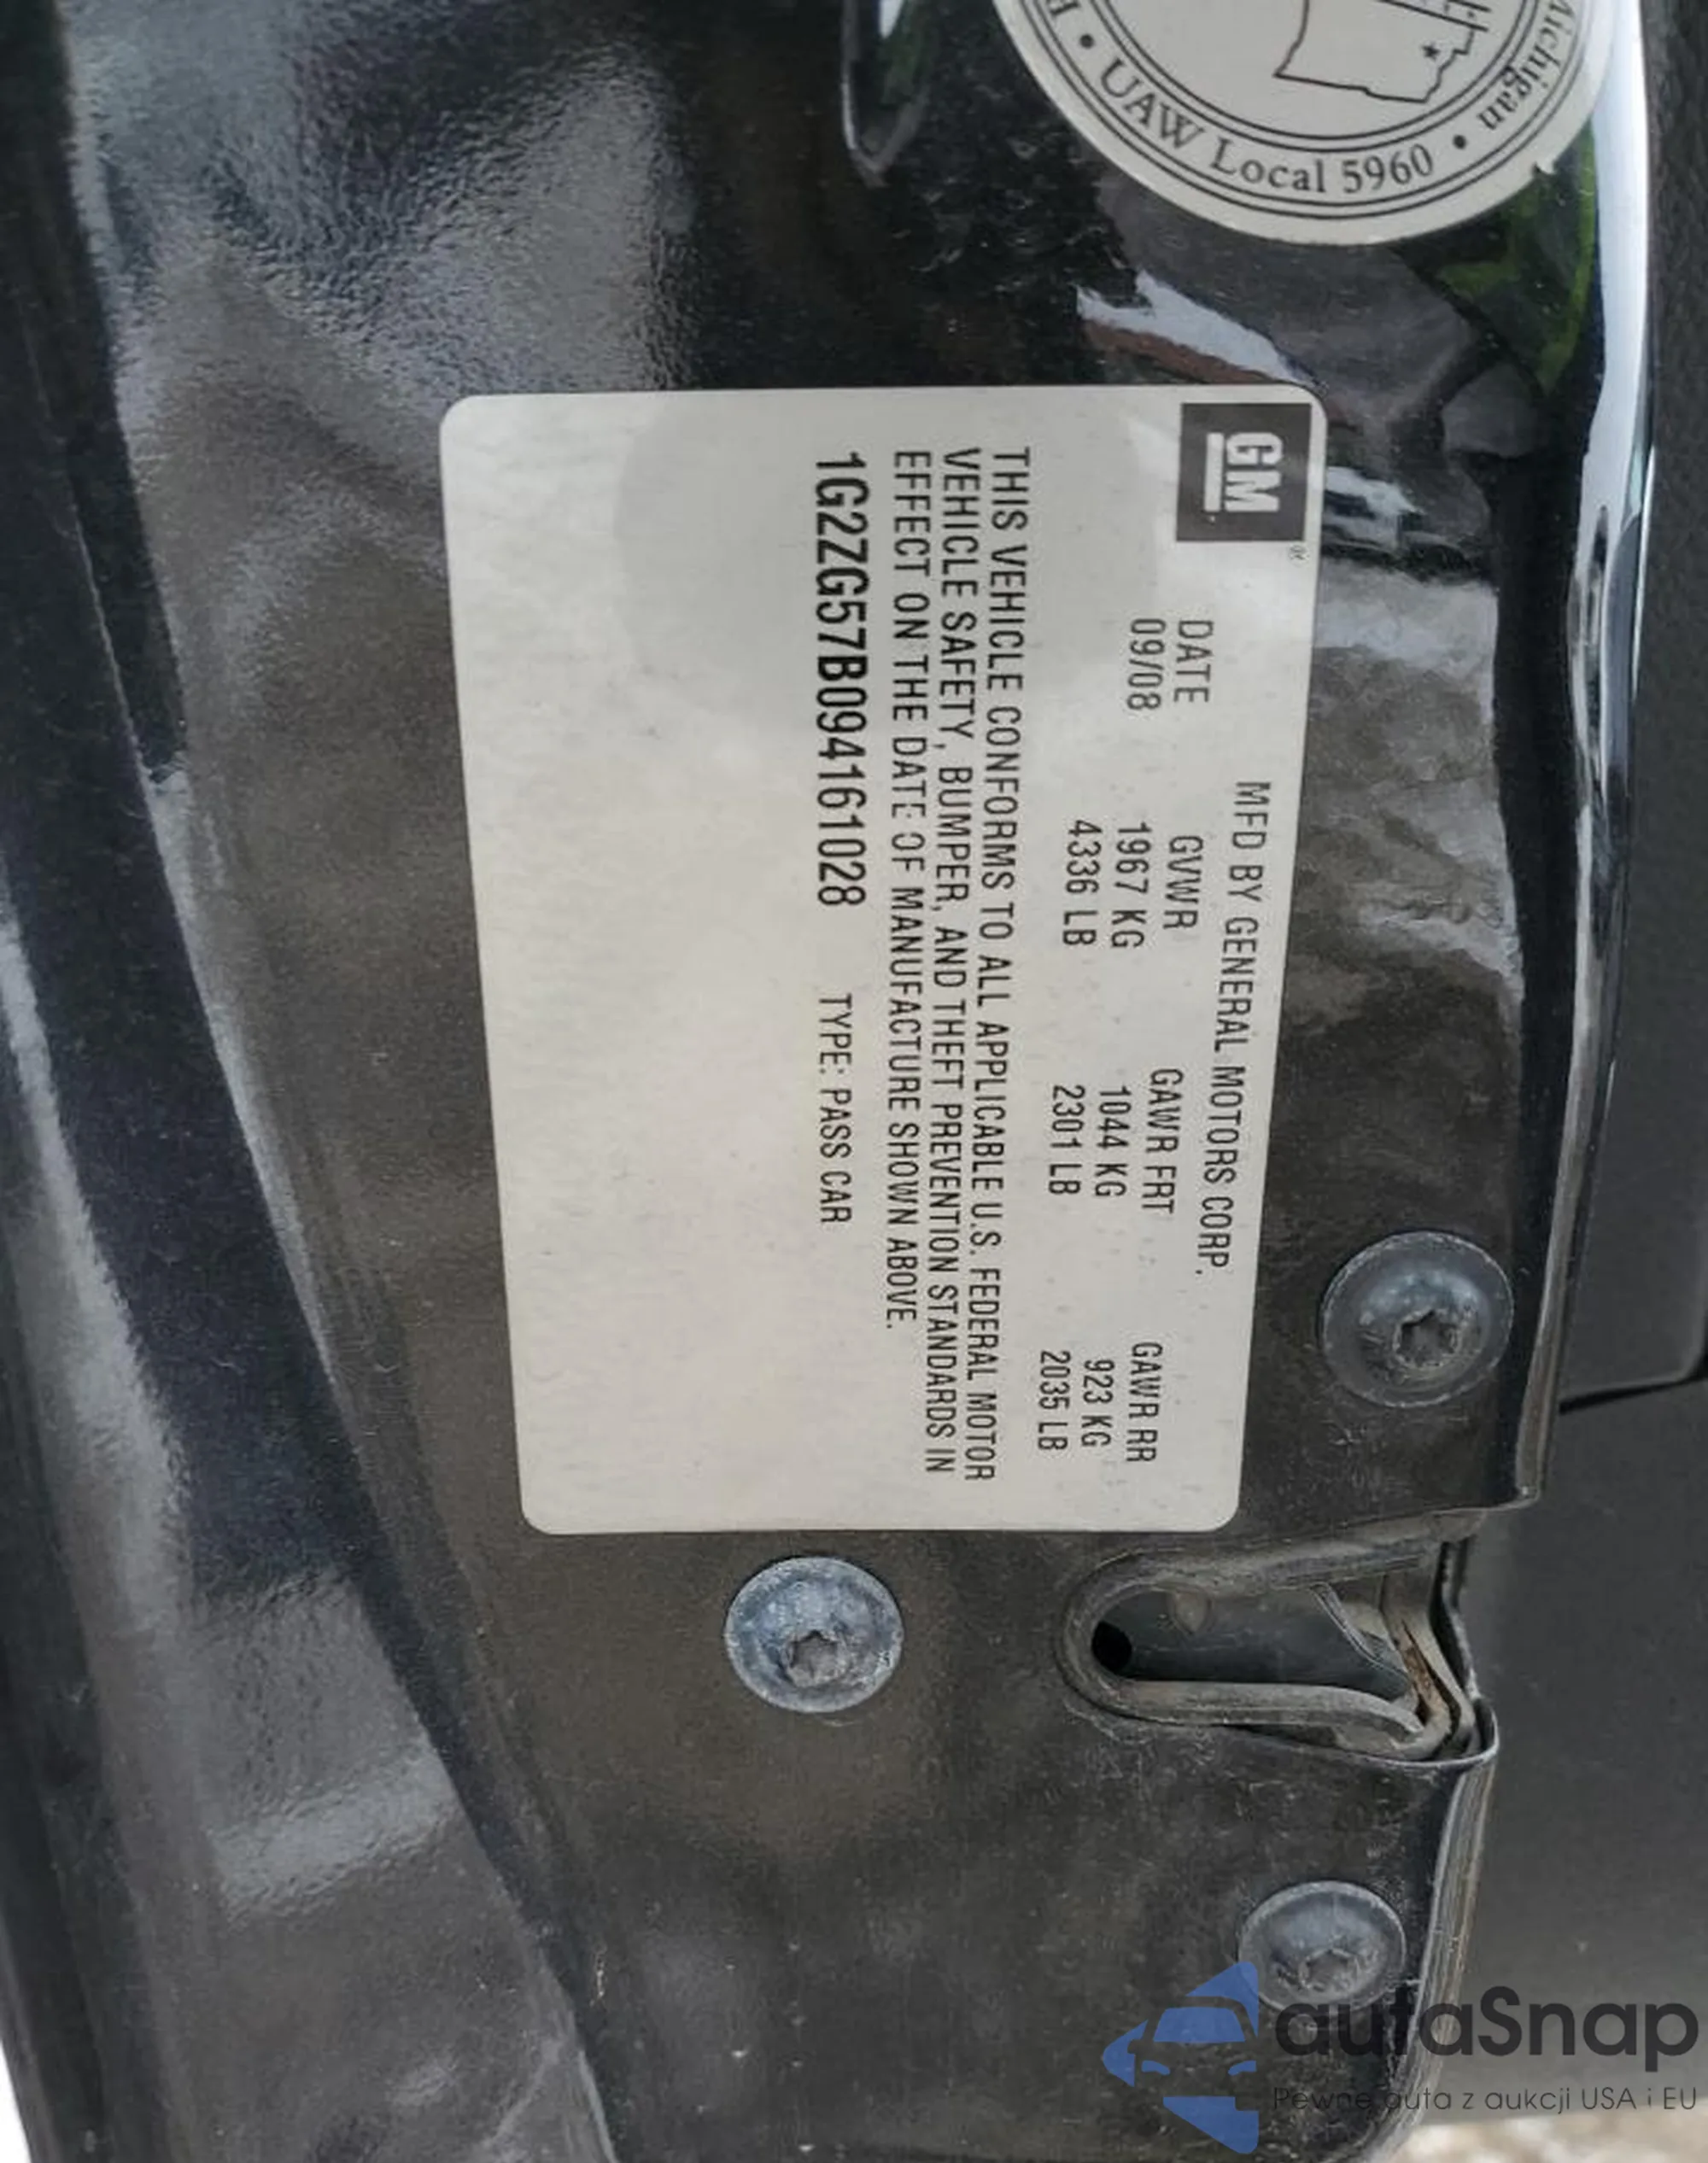 Michigan • UAW Local 5960 •
GM®
MFD BY GENERAL MOTORS CORP.
DATE GVWR GAWR FRT GAWR RR
09/08 1967 KG 1044 KG 923 KG
4336 LB 2301 LB 2035 LB
THIS VEHICLE CONFORMS TO ALL APPLICABLE U.S. FEDERAL MOTOR
VEHICLE SAFETY, BUMPER, AND THEFT PREVENTION STANDARDS IN
EFFECT ON THE DATE OF MANUFACTURE SHOWN ABOVE.
1G2ZG57B094161028 TYPE: PASS CAR
autaSnap
Pewne auta z aukcji USA i EU